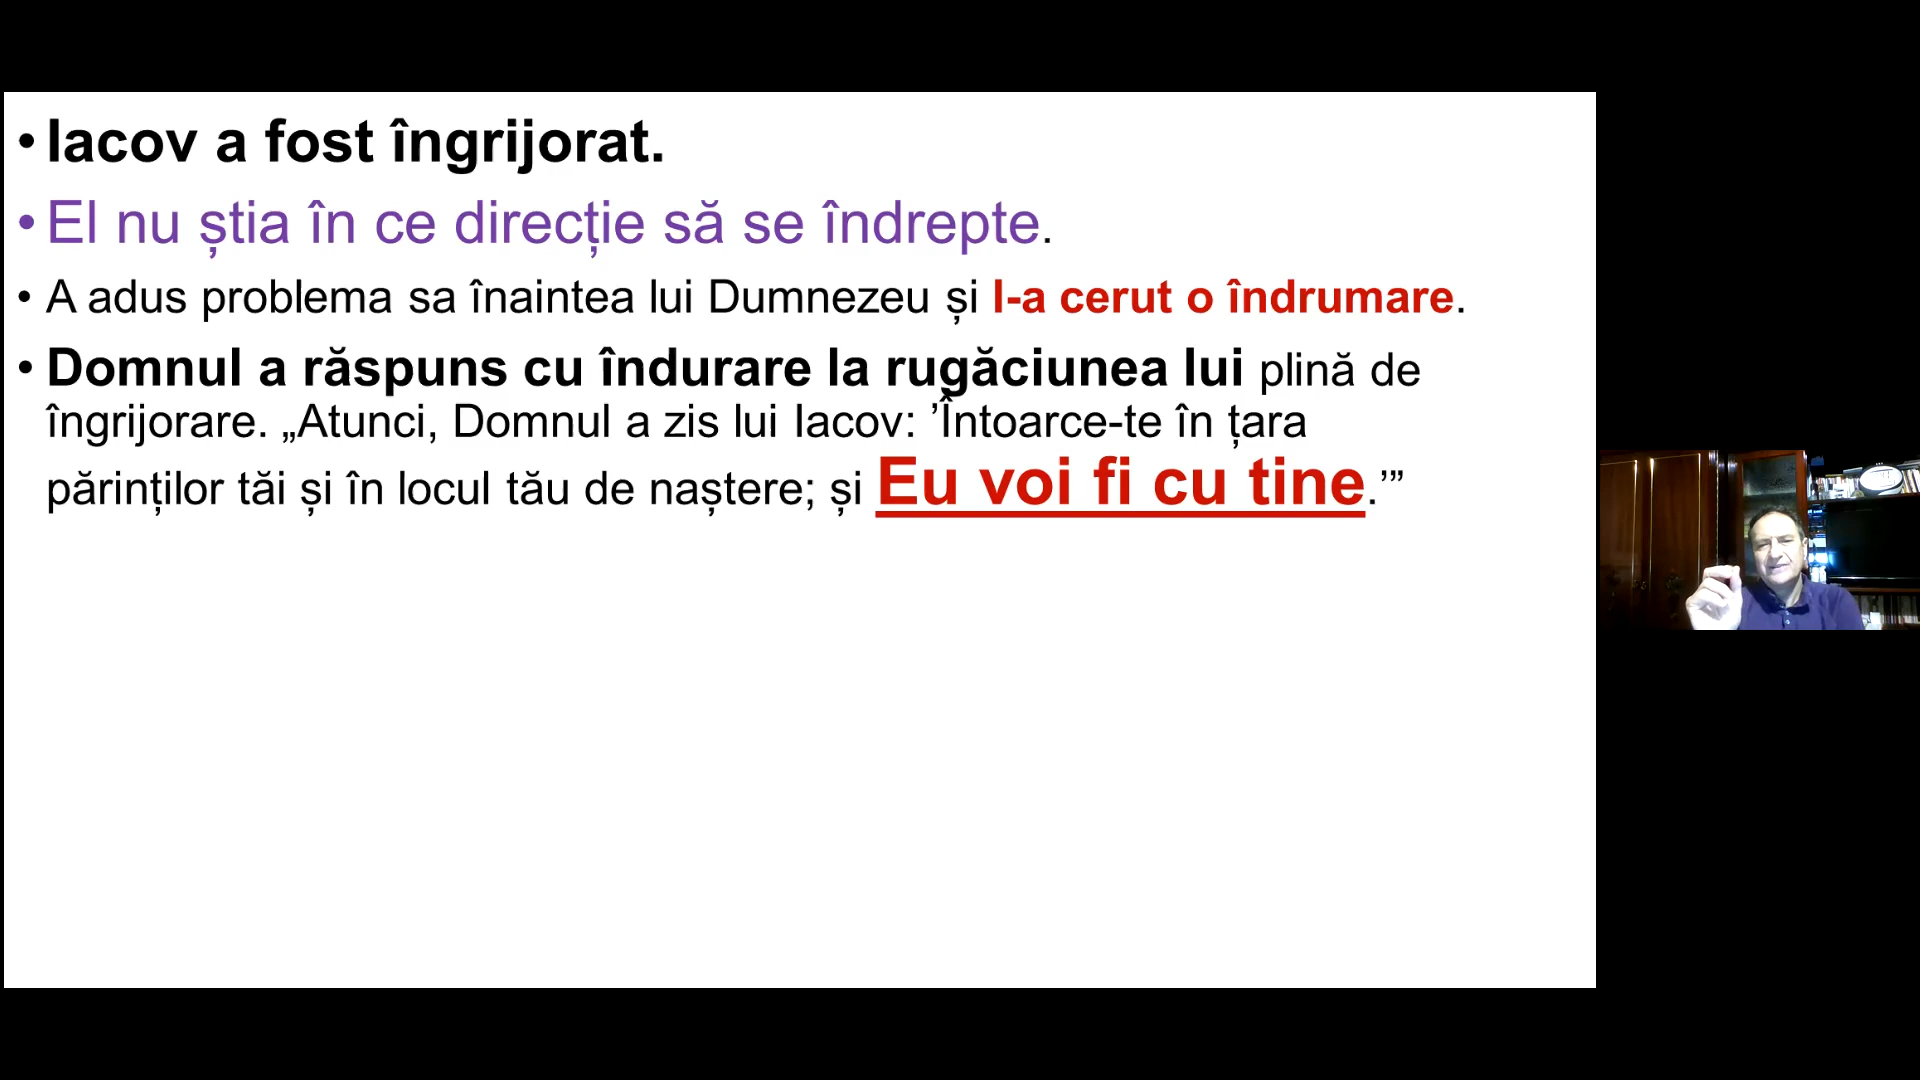 • Iacov a fost îngrijorat.
• El nu știa în ce direcție să se îndrepte.
• A adus problema sa înaintea lui Dumnezeu și I-a cerut o îndrumare.
• Domnul a răspuns cu îndurare la rugăciunea lui plină de
îngrijorare. „Atunci, Domnul a zis lui Iacov: ’Întoarce-te în țara
părinților tăi și în locul tău de naștere; și Eu voi fi cu tine.’”